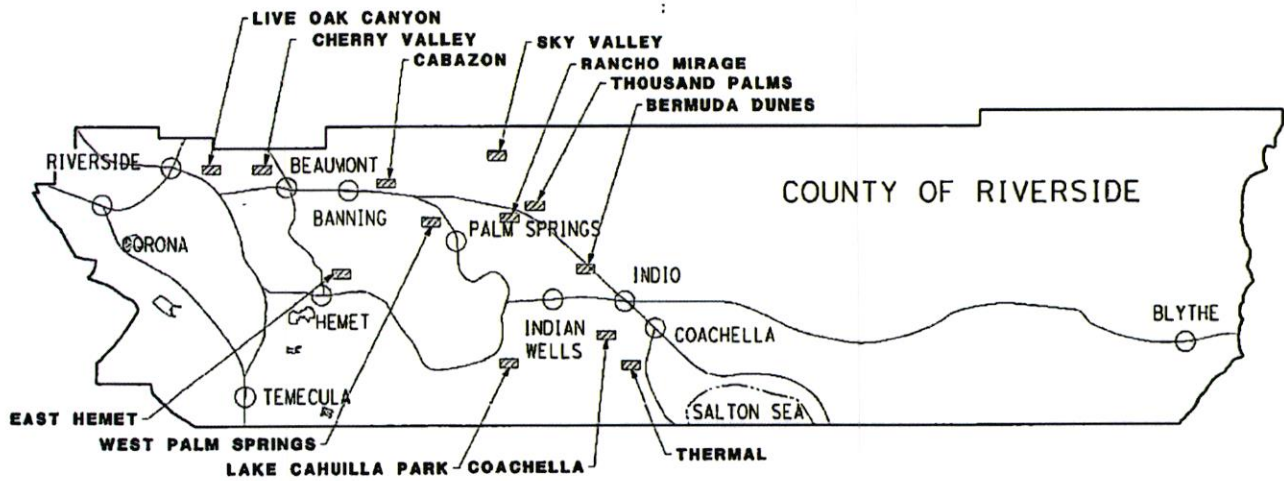 LIVE OAK CANYON
CHERRY VALLEY
CABAZON
SKY VALLEY
RANCHO MIRAGE
THOUSAND PALMS
BERMUDA DUNES
RIVERSIDE
BEAUMONT
BANNING
COUNTY OF RIVERSIDE
CORONA
PALM SPRINGS
INDIO
HEMET
INDIAN
WELLS
COACHELLA
BLYTHE
TEMECULA
SALTON SEA
EAST HEMET
WEST PALM SPRINGS
LAKE CAHUILLA PARK
COACHELLA
THERMAL